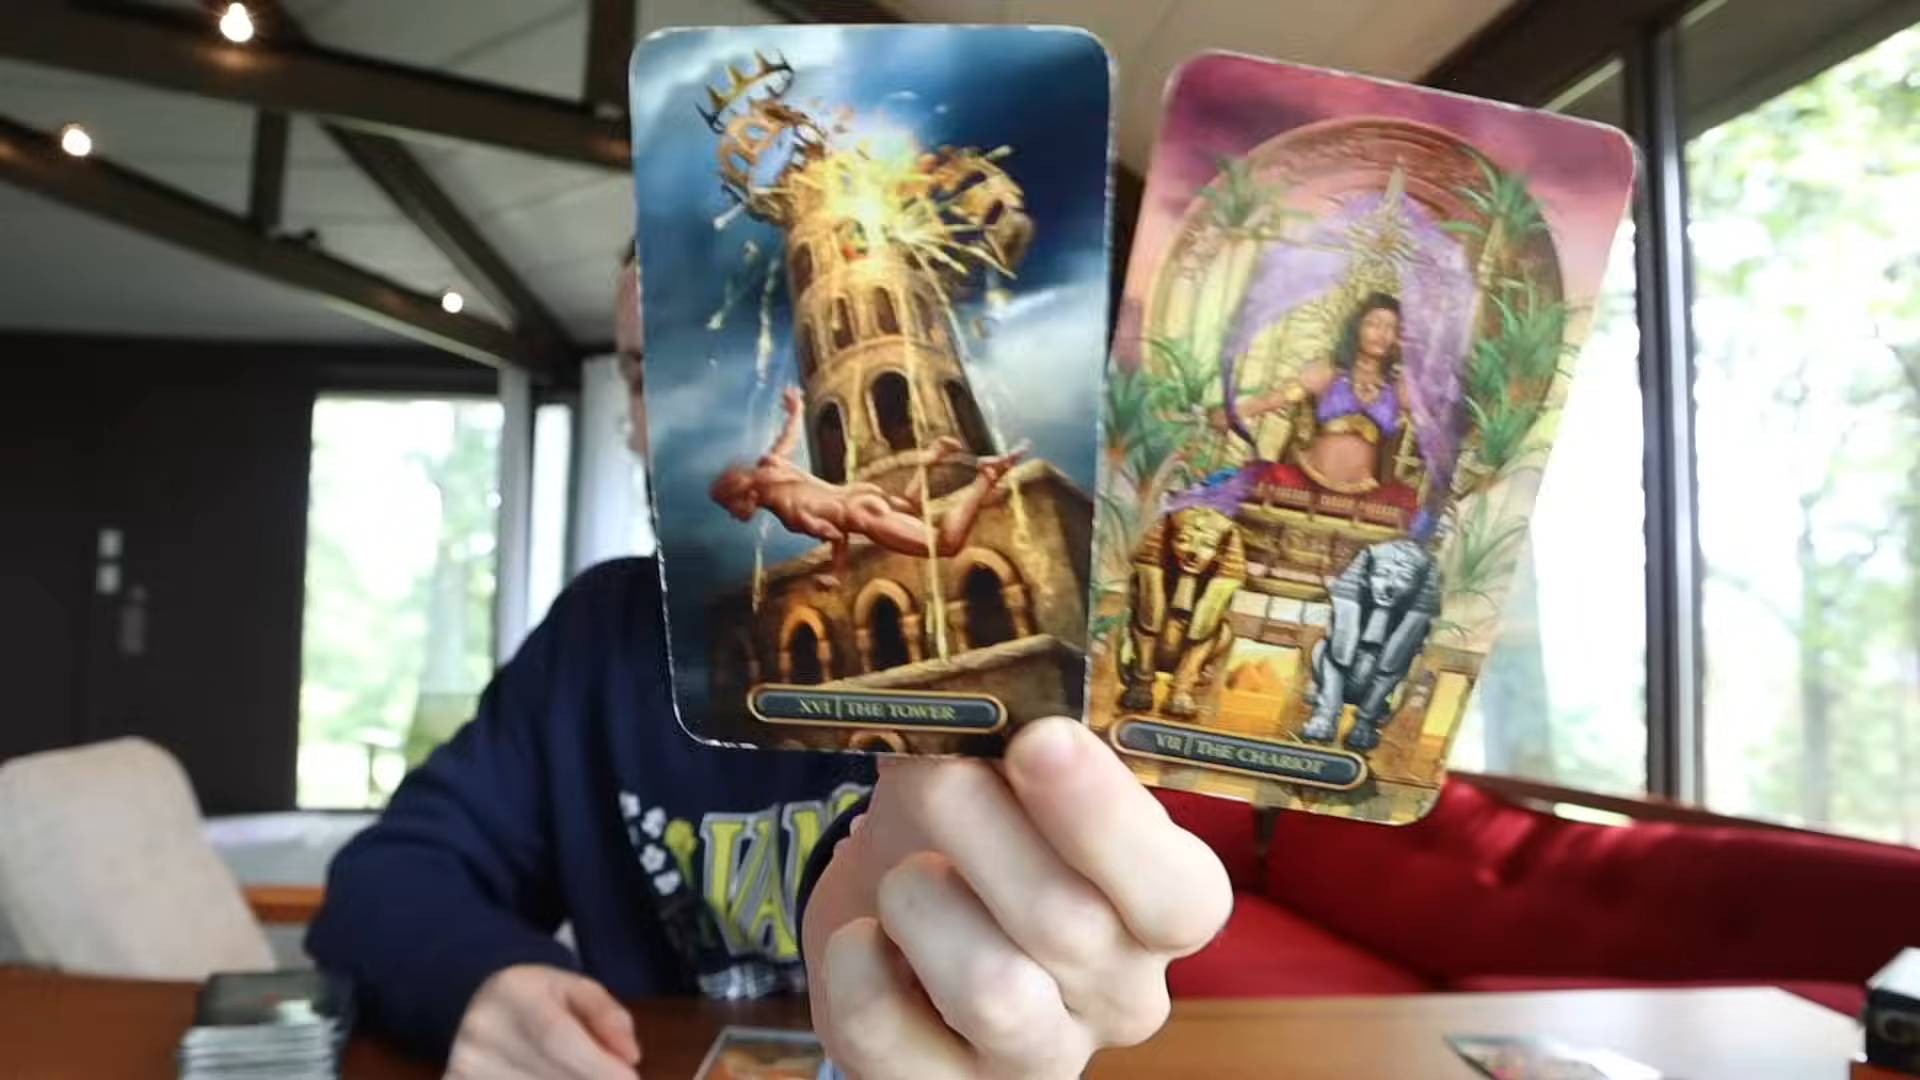 XVI | THE TOWER
VII | THE CHARIOT